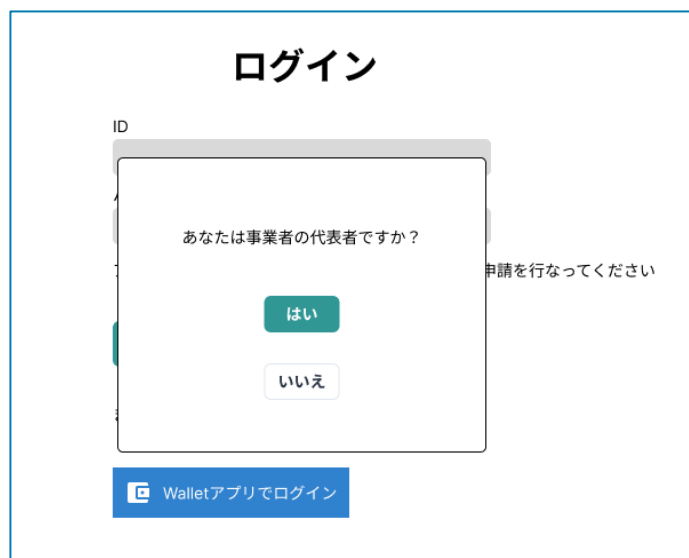 ログイン
ID
あなたは事業者の代表者ですか？
申請を行なってください
はい
いいえ
Walletアプリでログイン